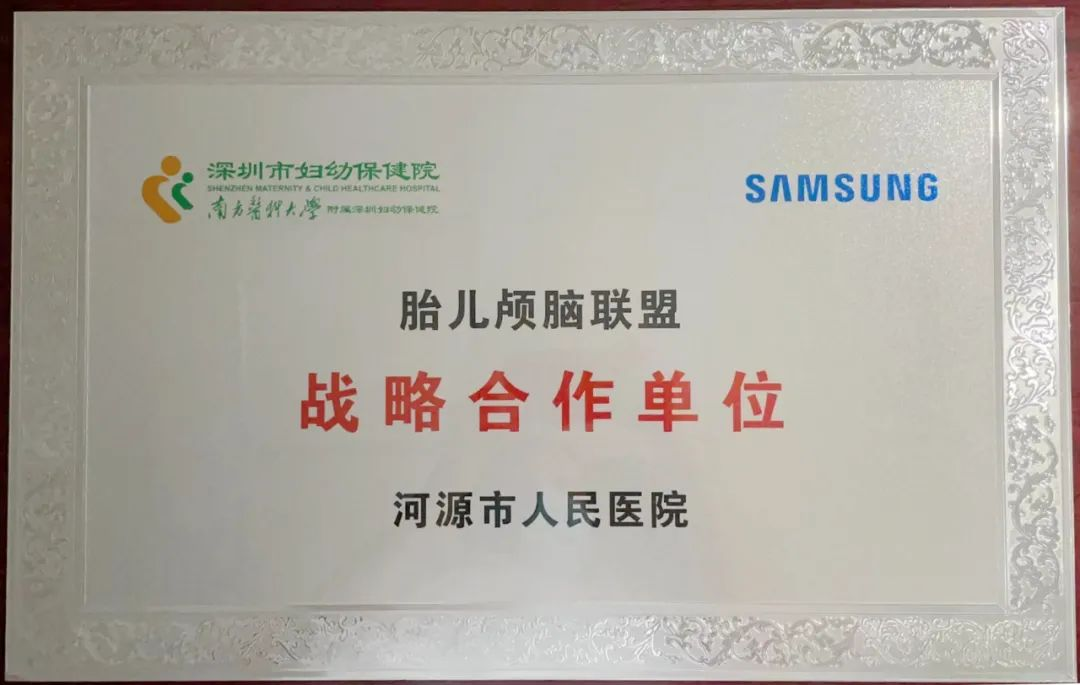 深圳市妇幼保健院
SHENZHEN MATERNITY & CHILD HEALTHCARE HOSPITAL
南方医科大学 附属深圳妇幼保健院
SAMSUNG
胎儿颅脑联盟
战略合作单位
河源市人民医院